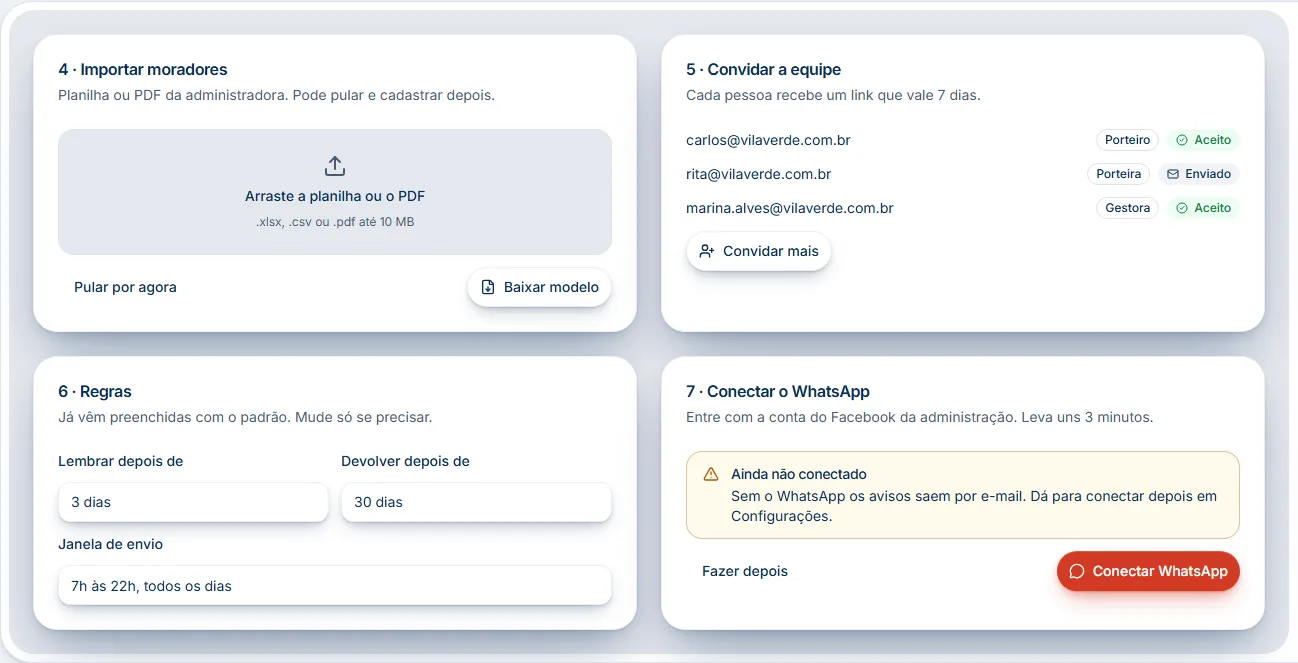 4 · Importar moradores
Planilha ou PDF da administradora. Pode pular e cadastrar depois.
Arraste a planilha ou o PDF
.xlsx, .csv ou .pdf até 10 MB
Pular por agora
Baixar modelo
5 · Convidar a equipe
Cada pessoa recebe um link que vale 7 dias.
carlos@vilaverde.com.br Porteiro Aceito
rita@vilaverde.com.br Porteira Enviado
marina.alves@vilaverde.com.br Gestora Aceito
Convidar mais
6 · Regras
Já vêm preenchidas com o padrão. Mude só se precisar.
Lembrar depois de
3 dias
Devolver depois de
30 dias
Janela de envio
7h às 22h, todos os dias
7 · Conectar o WhatsApp
Entre com a conta do Facebook da administração. Leva uns 3 minutos.
Ainda não conectado
Sem o WhatsApp os avisos saem por e-mail. Dá para conectar depois em
Configurações.
Fazer depois
Conectar WhatsApp